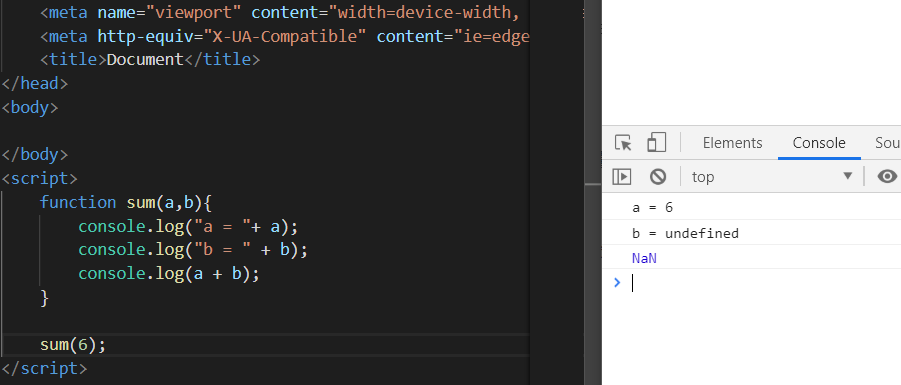 <meta name="viewport" content="width=device-width,
<meta http-equiv="X-UA-Compatible" content="ie=edge
<title>Document</title>
</head>
<body>
</body>
<script>
function sum(a,b){
console.log("a = "+ a);
console.log("b = " + b);
console.log(a + b);
}
sum(6);
</script>
Elements Console Sou
top
a = 6
b = undefined
NaN
>